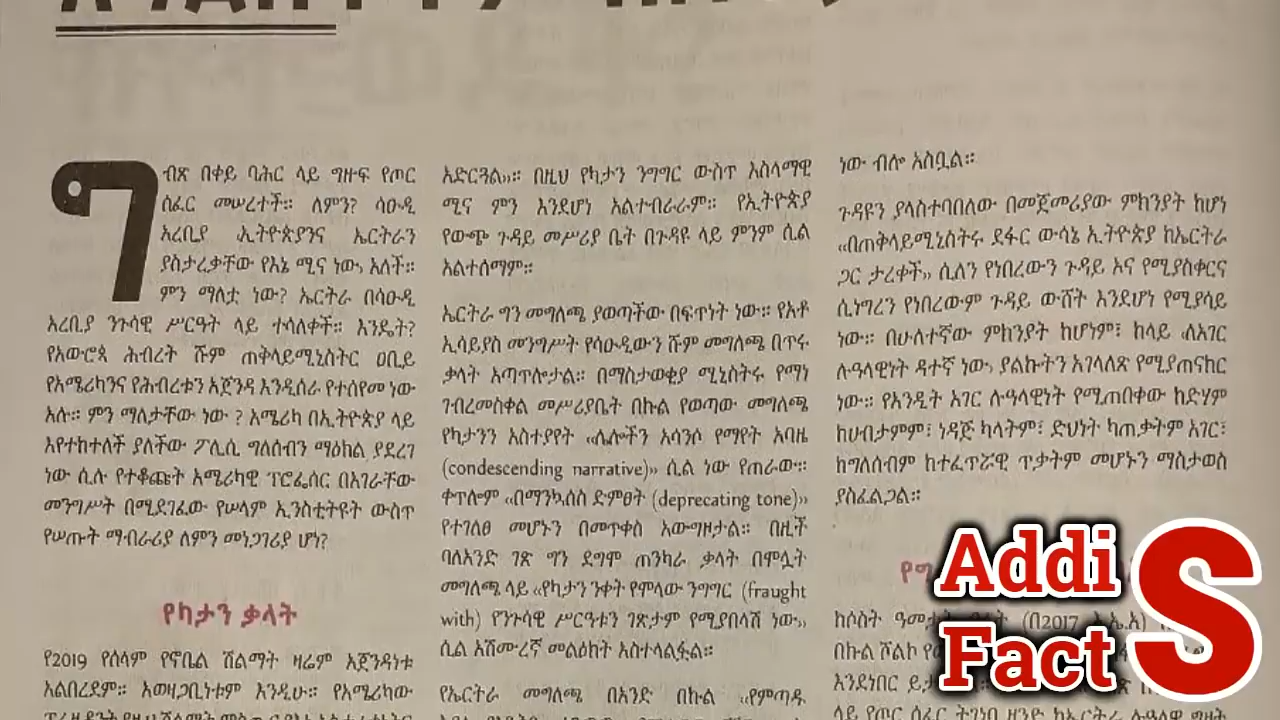 ግብጽ በቀይ ባሕር ላይ ግዙፍ የጦር
ሰፈር መሠረተች። ለምን? ሳዑዲ
አረቢያ ኢትዮጵያንና ኤርትራን
ያስታረቃቸው የእኔ ሚና ነው፣ አለች።
ምን ማለቷ ነው? ኤርትራ በሳዑዲ
አረቢያ ንጉሳዊ ሥርዓት ላይ ተሳለቀች። እንዴት?
የአውሮጳ ሕብረት ሹም ጠቅላይሚኒስትር ዐቢይ
የአሜሪካንና የሕብረቱን አጀንዳ እንዲሰራ የተሰየመ ነው
አሉ። ምን ማለታቸው ነው ? አሜሪካ በኢትዮጵያ ላይ
እየተከተለች ያለችው ፖሊሲ ግለሰብን ማዕከል ያደረገ
ነው ሲሉ የተቆጩት አሜሪካዊ ፕሮፌሰር በአገራቸው
መንግሥት በሚደገፈው የሠላም ኢንስቲትዩት ውስጥ
የሠጡት ማብራሪያ ለምን መነጋገሪያ ሆነ?
የካታን ቃላት
የ2019 የሰላም የኖቤል ሽልማት ዛሬም አጀንዳነቱ
አልበረደም። አወዛጋቢነቱም እንዲሁ። የአሜሪካው
አድርጓል»። በዚህ የካታን ንግግር ውስጥ እስላማዊ
ሚና ምን እንደሆነ አልተብራራም። የኢትዮጵያ
የውጭ ጉዳይ መሥሪያ ቤት በጉዳዩ ላይ ምንም ሲል
አልተሰማም።
ኤርትራ ግን መግለጫ ያወጣችው በፍጥነት ነው። የአቶ
ኢሳይያስ መንግሥት የሳዑዲውን ሹም መግለጫ በጥሩ
ቃላት አጣጥሎታል። በማስታወቂያ ሚኒስትሩ የማነ
ገብረመስቀል መሥሪያቤት በኩል የወጣው መግለጫ
የካታንን አስተያየት «ሌሎችን አሳንሶ የማየት አባዜ
(condescending narrative)» ሲል ነው የጠራው።
ቀጥሎም «በማንኳሰስ ድምፀት (deprecating tone)»
የተገለፀ መሆኑን በመጥቀስ አውግዟታል። በዚች
ባለአንድ ገጽ ግን ደግሞ ጠንካራ ቃላት በሞሏት
መግለጫ ላይ «የካታን ንቀት የሞላው ንግግር (fraught
with) የንጉሳዊ ሥርዓቱን ገጽታም የሚያበላሽ ነው»
ሲል አሽሙረኛ መልዕክት አስተላልፏል።
የኤርትራ መግለጫ በአንድ በኩል «የምጣዱ
ነው ብሎ አስቧል።
ጉዳዩን ያላስተባበለው በመጀመሪያው ምክንያት ከሆነ
«በጠቅላይሚኒስትሩ ደፋር ውሳኔ ኢትዮጵያ ከኤርትራ
ጋር ታረቀች» ሲለን የነበረውን ጉዳይ እና የሚያስቀርና
ሲነግረን የነበረውም ጉዳይ ውሸት እንደሆነ የሚያሳይ
ነው። በሁለተኛው ምክንያት ከሆነም፣ ከላይ ‹ለአገር
ሉዓላዊነት ዳተኛ ነው› ያልኩትን አገላለጽ የሚያጠናክር
ነው። የአንዲት አገር ሉዓላዊነት የሚጠበቀው ከድሃም
ከሀብታምም፣ ነዳጅ ካላትም፣ ድህነት ካጠቃትም አገር፣
ከግለሰብም ከተፈጥሯዊ ጥቃትም መሆኑን ማስታወስ
ያስፈልጋል።
ከሶስት (በ2017
በኩል
እንደነበር
ላይ የጦር ሰፈር
Addi S
Fact